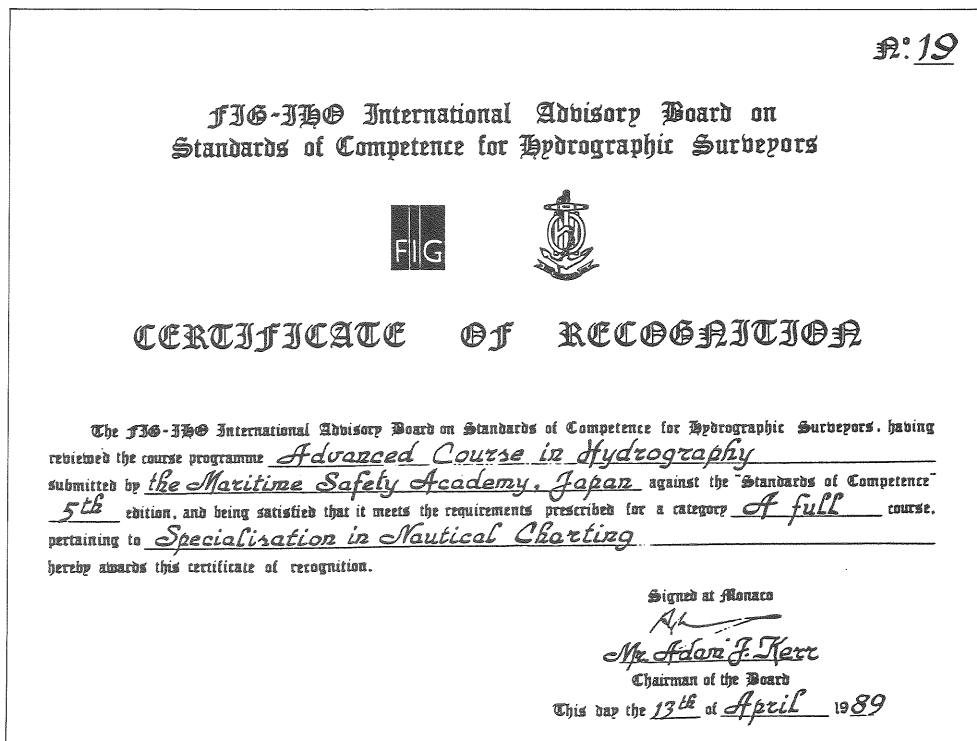 No. 19
FIG-IHO International Advisory Board on
Standards of Competence for Hydrographic Surveyors
FIG
CERTIFICATE OF RECOGNITION
The FIG-IHO International Advisory Board on Standards of Competence for Hydrographic Surveyors, having
reviewed the course programme Advanced Course in Hydrography
submitted by the Maritime Safety Academy, Japan against the "Standards of Competence"
5th edition, and being satisfied that it meets the requirements prescribed for a category A full course,
pertaining to Specialisation in Nautical Charting
hereby awards this certificate of recognition.
Signed at Monaco
Mr. Adam J. Kerr
Chairman of the Board
This day the 13th of April 1989